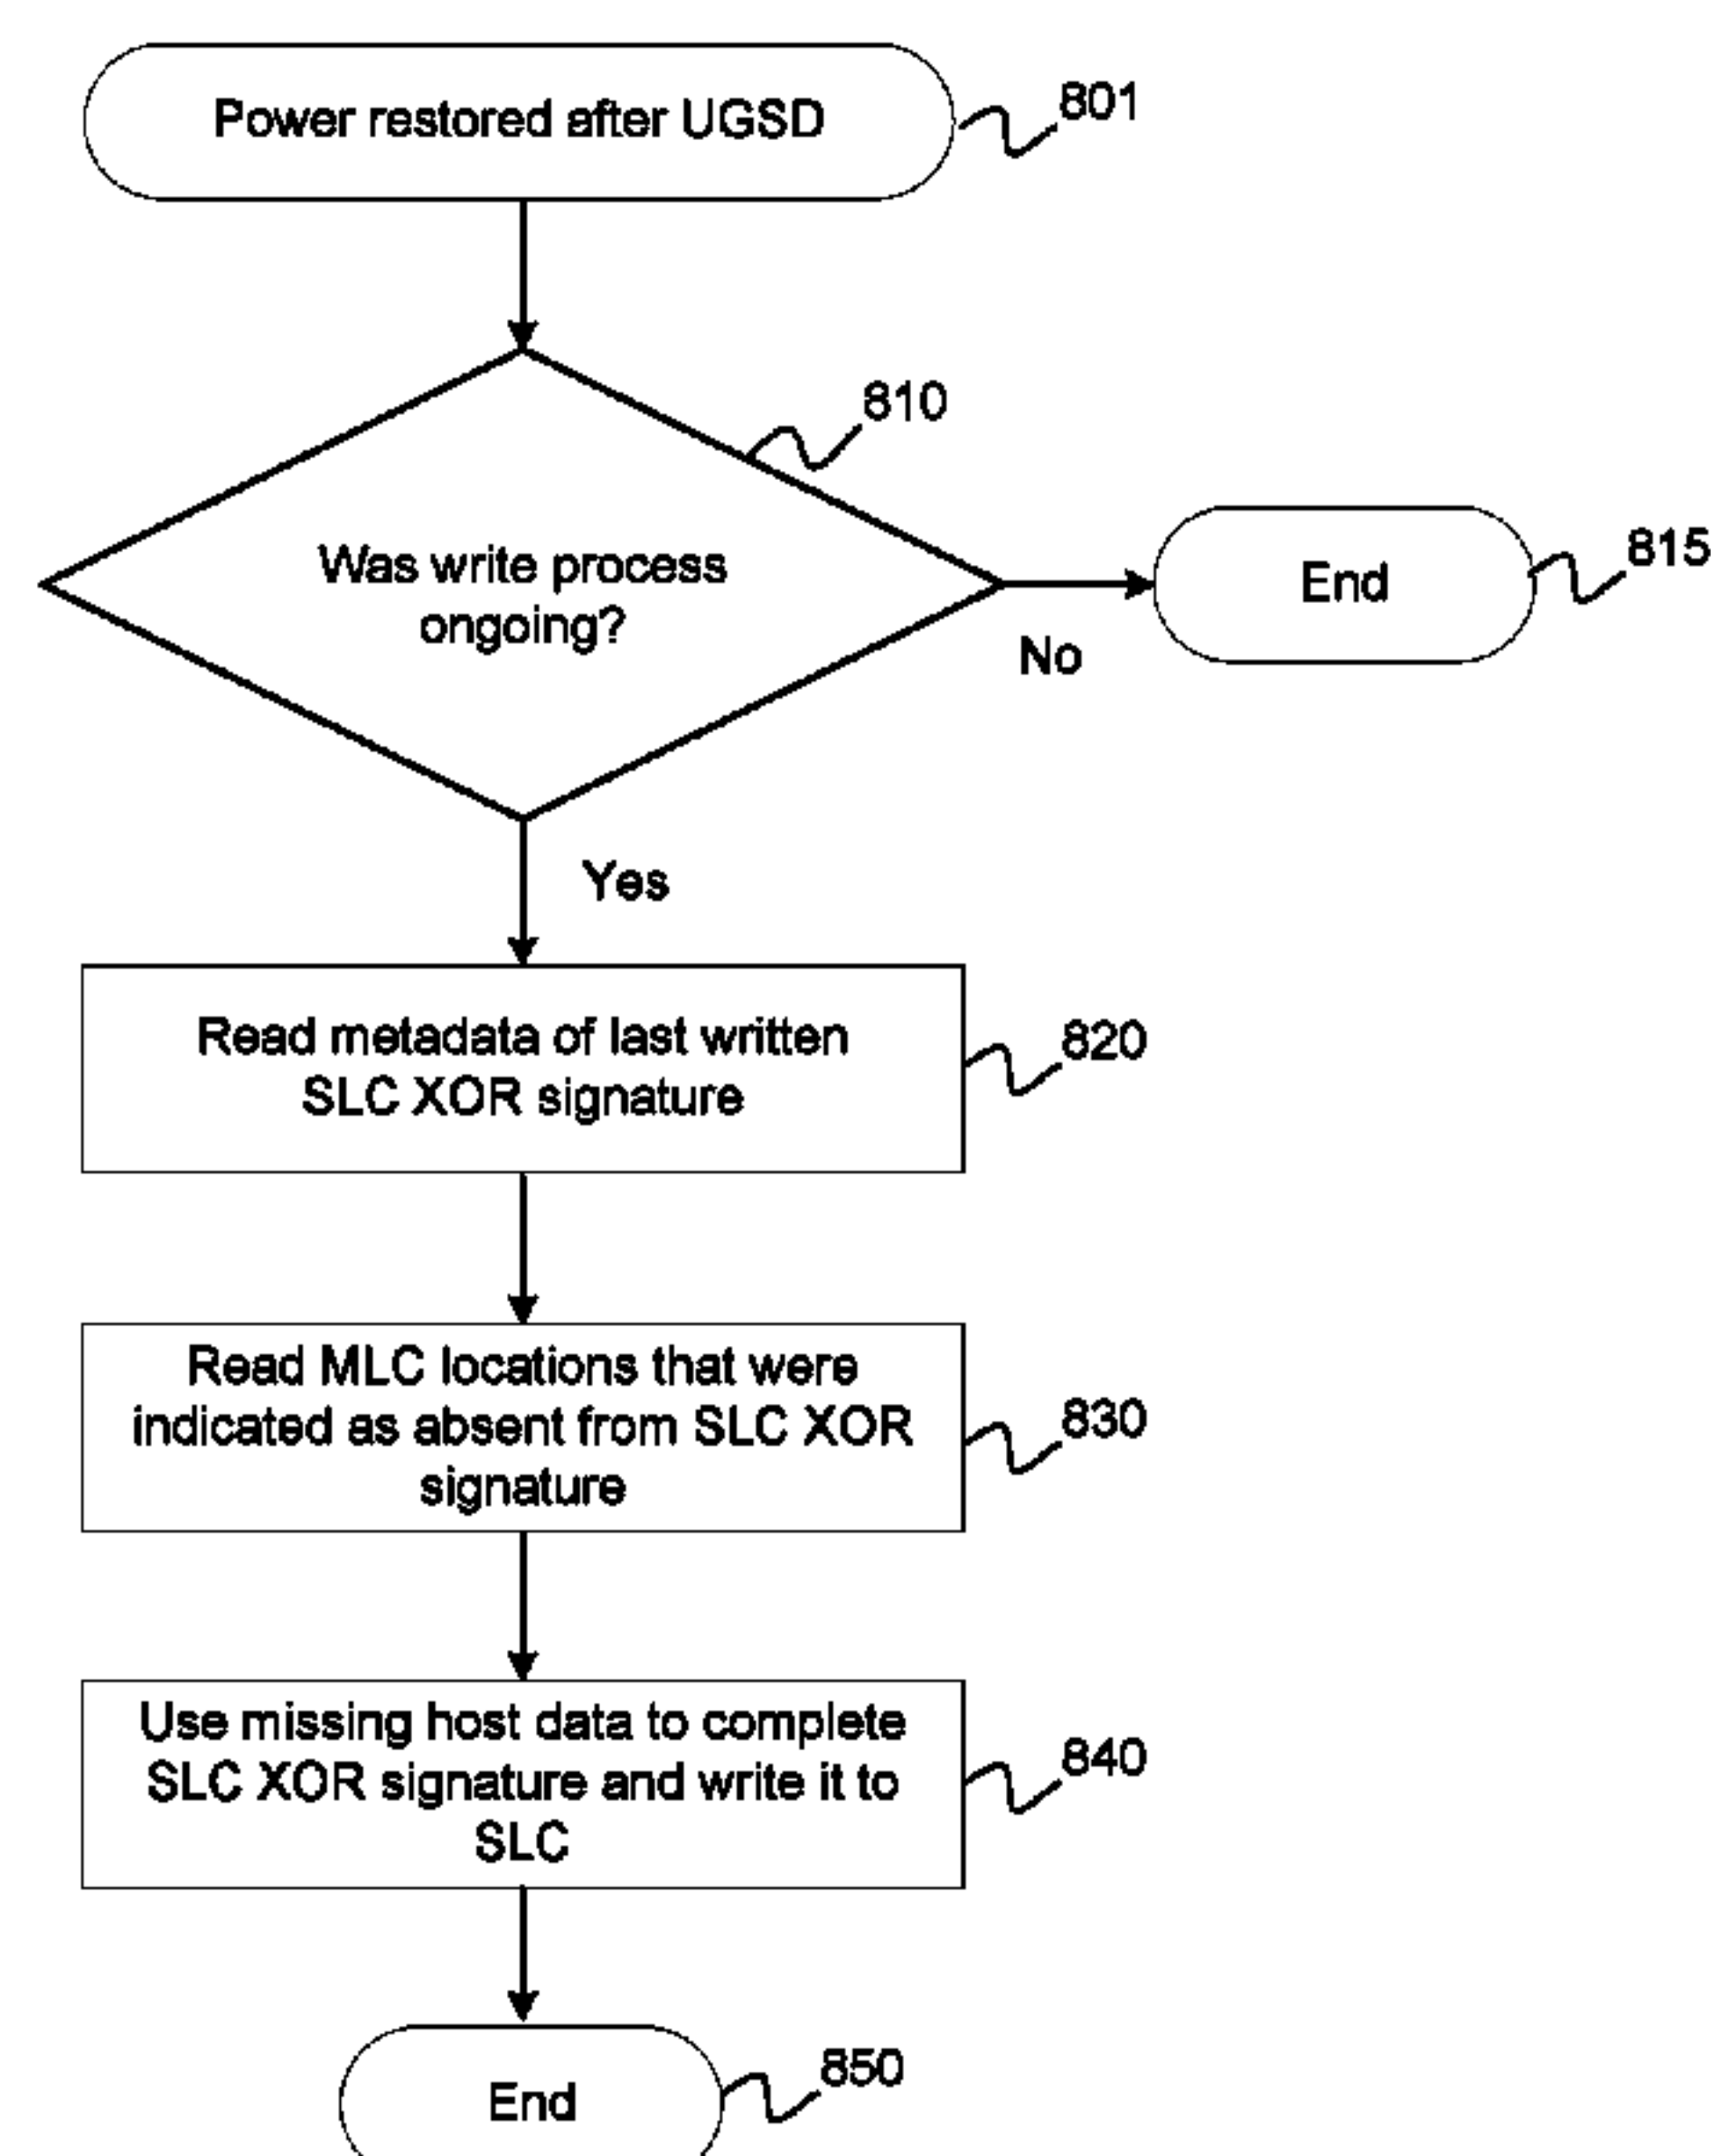 Power restored after UGSD
801
810
Was write process
ongoing?
End
815
No
Yes
Read metadata of last written
SLC XOR signature
820
Read MLC locations that were
indicated as absent from SLC XOR
signature
830
Use missing host data to complete
SLC XOR signature and write it to
SLC
840
End
850